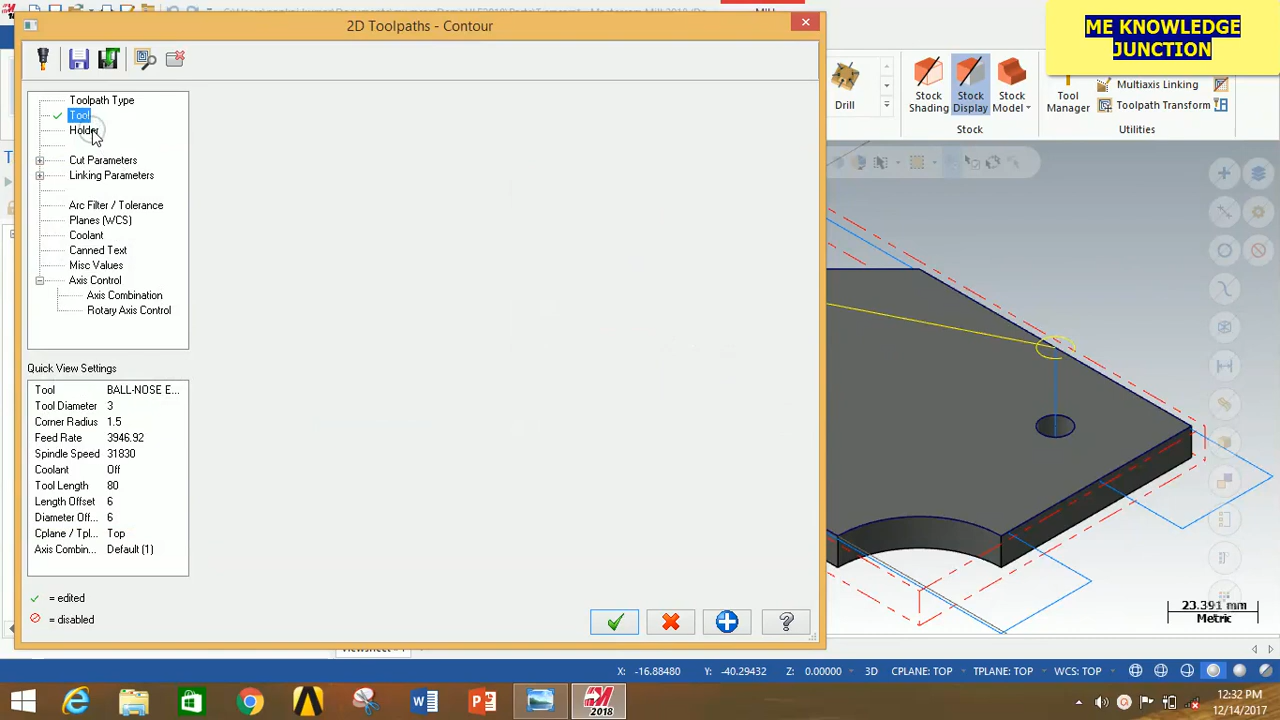 2D Toolpaths - Contour
ME KNOWLEDGE
JUNCTION
Toolpath Type
Tool
Holder
Cut Parameters
Linking Parameters
Arc Filter / Tolerance
Planes (WCS)
Coolant
Canned Text
Misc Values
Axis Control
Axis Combination
Rotary Axis Control
Quick View Settings
Tool BALL-NOSE E...
Tool Diameter 3
Corner Radius 1.5
Feed Rate 3946.92
Spindle Speed 31830
Coolant Off
Tool Length 80
Length Offset 6
Diameter Off... 6
Cplane / Tpl... Top
Axis Combin... Default (1)
= edited
= disabled
Drill
Stock
Shading
Stock
Display
Stock
Model
Stock
Tool
Manager
Multiaxis Linking
Toolpath Transform
Utilities
23.391 mm
Metric
X: -16.88480 Y: -40.29432 Z: 0.00000 3D CPLANE: TOP TPLANE: TOP WCS: TOP
2018
12:32 PM
12/14/2017